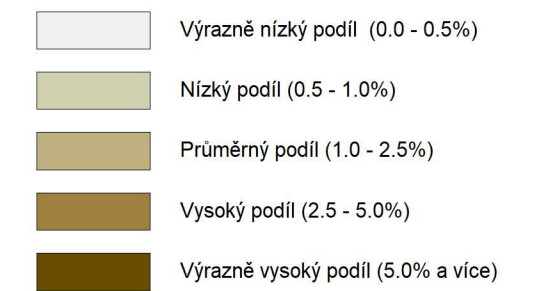 Výrazně nízký podíl  (0.0 - 0.5%)
Nízký podíl (0.5 - 1.0%)
Průměrný podíl (1.0 - 2.5%)
Vysoký podíl (2.5 - 5.0%)
Výrazně vysoký podíl (5.0% a více)